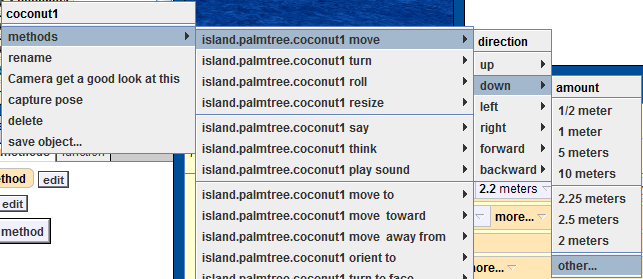 coconut1
methods
rename
Camera get a good look at this
capture pose
delete
save object...
island.palmtree.coconut1 move
island.palmtree.coconut1 turn
island.palmtree.coconut1 roll
island.palmtree.coconut1 resize
island.palmtree.coconut1 say
island.palmtree.coconut1 think
island.palmtree.coconut1 play sound
island.palmtree.coconut1 move to
island.palmtree.coconut1 move toward
island.palmtree.coconut1 move away from
island.palmtree.coconut1 orient to
island.palmtree.coconut1 turn to face
direction
up
down
left
right
forward
backward
amount
1/2 meter
1 meter
5 meters
10 meters
2.25 meters
2.5 meters
2 meters
other...
methods function
ethod edit
edit
method
2.2 meters
more...
ore...